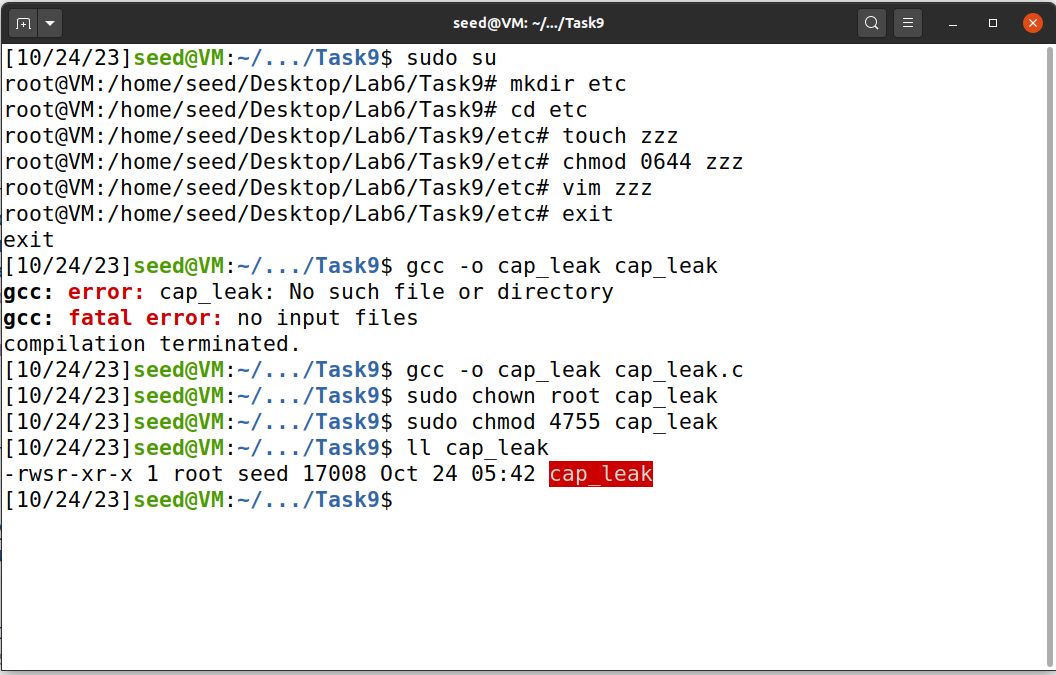 seed@VM: ~/.../Task9
[10/24/23]seed@VM:~/.../Task9$ sudo su
root@VM:/home/seed/Desktop/Lab6/Task9# mkdir etc
root@VM:/home/seed/Desktop/Lab6/Task9# cd etc
root@VM:/home/seed/Desktop/Lab6/Task9/etc# touch zzz
root@VM:/home/seed/Desktop/Lab6/Task9/etc# chmod 0644 zzz
root@VM:/home/seed/Desktop/Lab6/Task9/etc# vim zzz
root@VM:/home/seed/Desktop/Lab6/Task9/etc# exit
exit
[10/24/23]seed@VM:~/.../Task9$ gcc -o cap_leak cap_leak
gcc: error: cap_leak: No such file or directory
gcc: fatal error: no input files
compilation terminated.
[10/24/23]seed@VM:~/.../Task9$ gcc -o cap_leak cap_leak.c
[10/24/23]seed@VM:~/.../Task9$ sudo chown root cap_leak
[10/24/23]seed@VM:~/.../Task9$ sudo chmod 4755 cap_leak
[10/24/23]seed@VM:~/.../Task9$ ll cap_leak
-rwsr-xr-x 1 root seed 17008 Oct 24 05:42 cap_leak
[10/24/23]seed@VM:~/.../Task9$